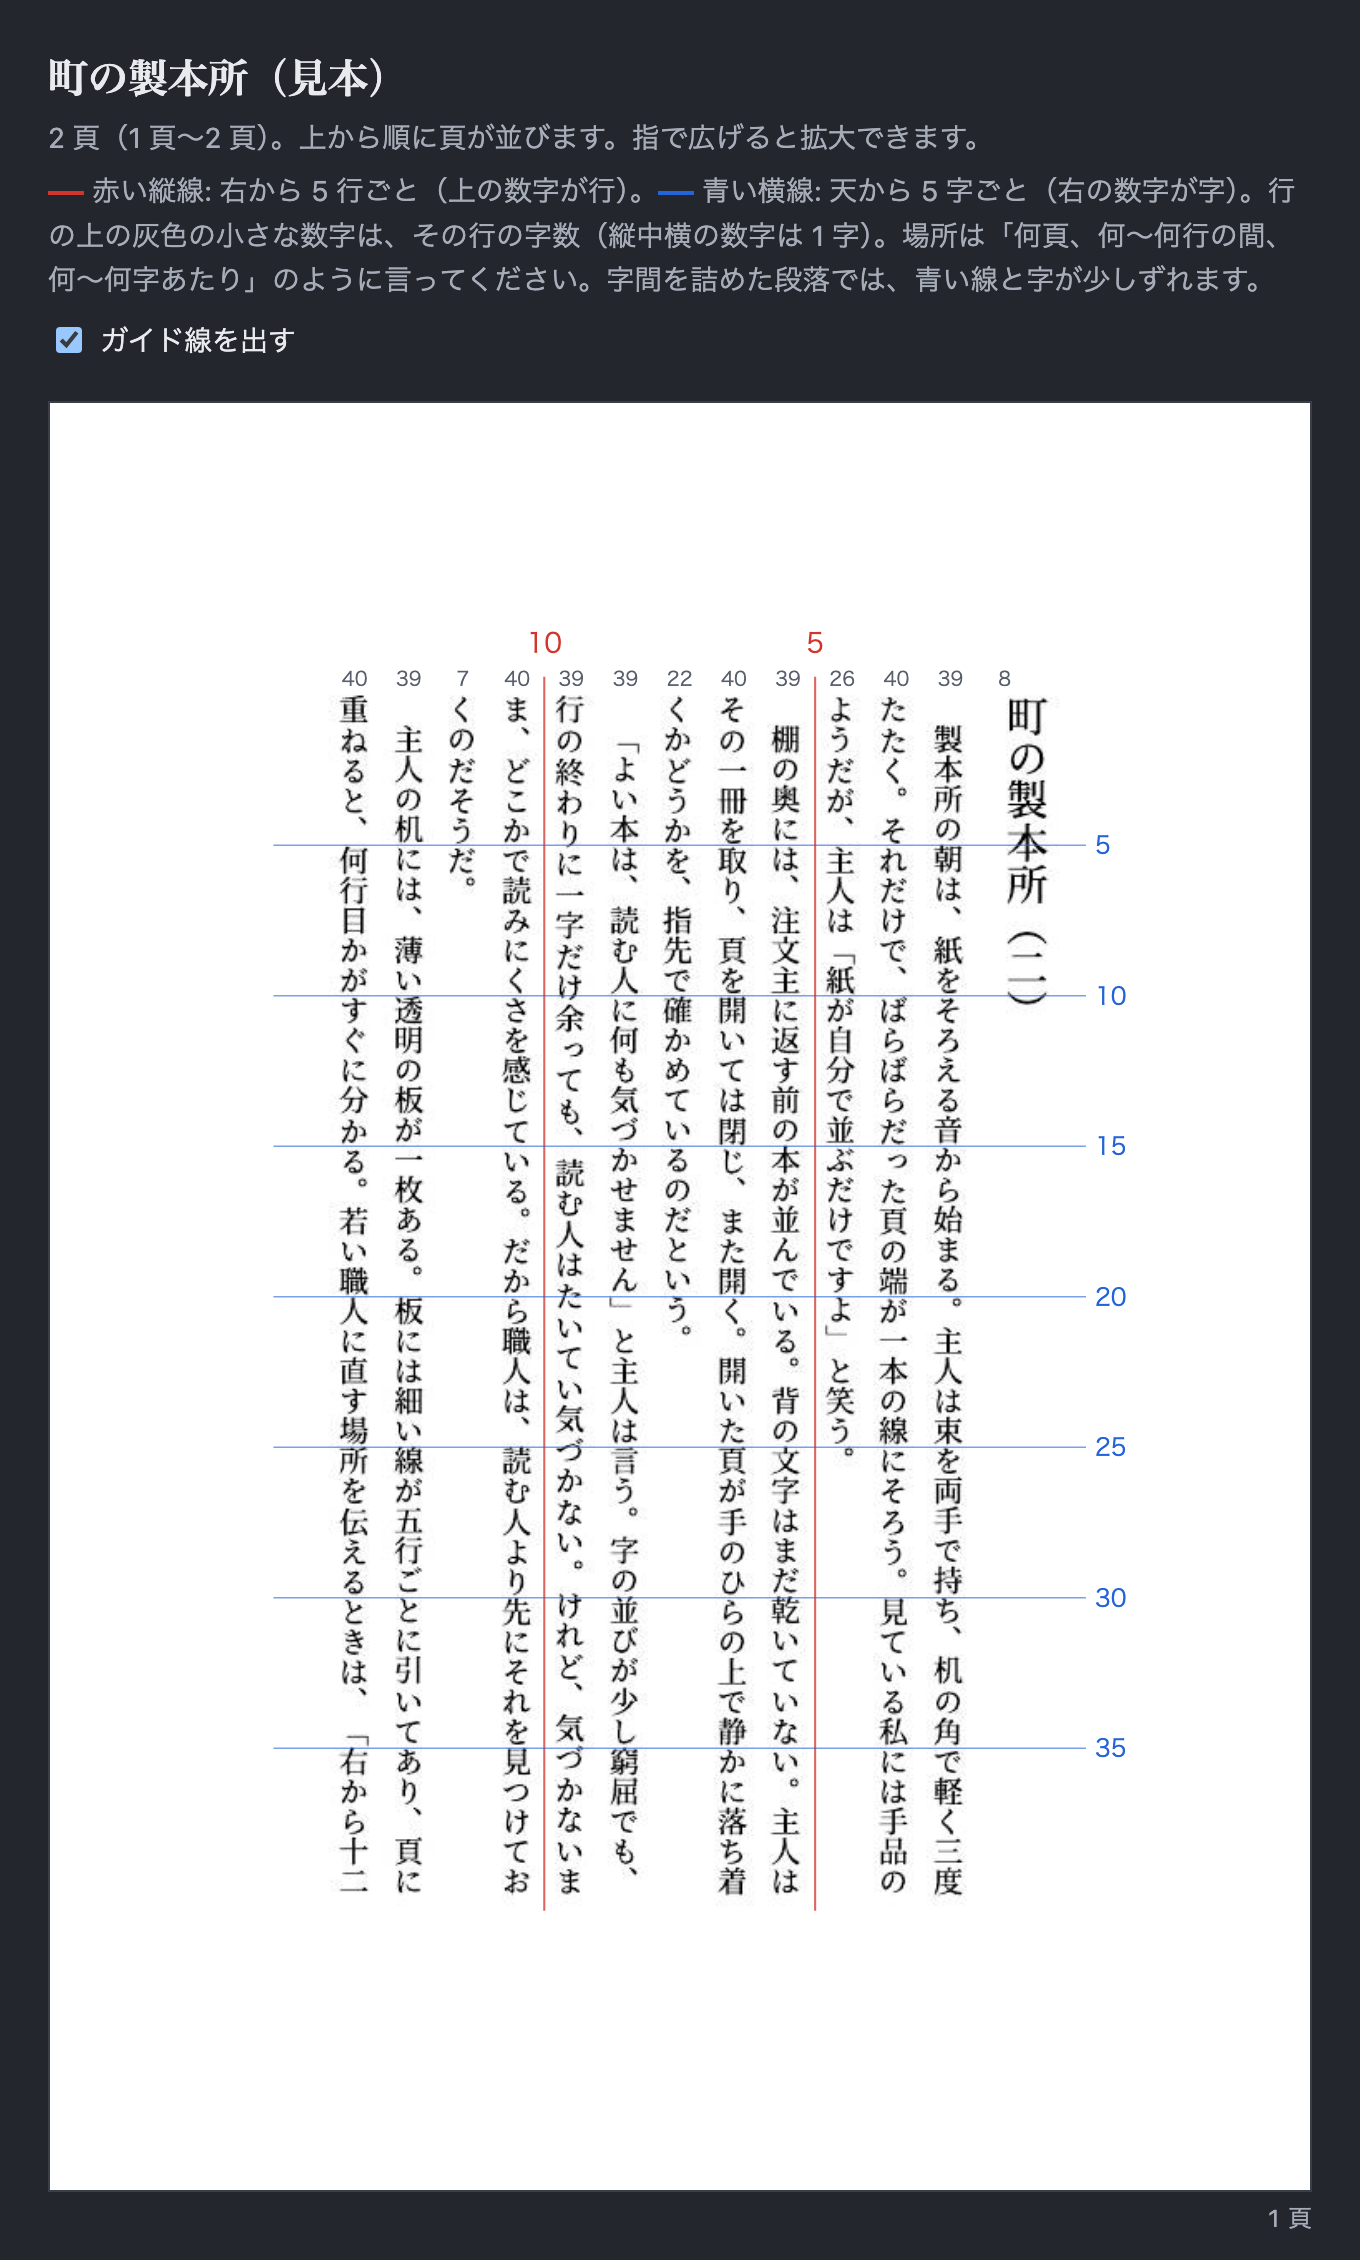 町の製本所（見本）
2 頁（1 頁〜2 頁）。上から順に頁が並びます。指で広げると拡大できます。
赤い縦線: 右から 5 行ごと（上の数字が行）。 青い横線: 天から 5 字ごと（右の数字が字）。行
の上の灰色の小さな数字は、その行の字数（縦中横の数字は 1 字）。場所は「何頁、何〜何行の間、
何〜何字あたり」のように言ってください。字間を詰めた段落では、青い線と字が少しずれます。
ガイド線を出す
10 5
40 39 7 40 39 39 22 40 39 26 40 39 8
町の製本所（二）
製本所の朝は、紙をそろえる音から始まる。主人は束を両手で持ち、机の角で軽く三度
たたく。それだけで、ばらばらだった頁の端が一本の線にそろう。見ている私には手品の
ようだが、主人は「紙が自分で並ぶだけですよ」と笑う。
棚の奥には、注文主に返す前の本が並んでいる。背の文字はまだ乾いていない。主人は
その一冊を取り、頁を開いては閉じ、また開く。開いた頁が手のひらの上で静かに落ち着
くかどうかを、指先で確かめているのだという。
「よい本は、読む人に何も気づかせません」と主人は言う。字の並びが少し窮屈でも、
行の終わりに一字だけ余っても、読む人はたいてい気づかない。けれど、気づかないま
ま、どこかで読みにくさを感じている。だから職人は、読む人より先にそれを見つけてお
くのだそうだ。
主人の机には、薄い透明の板が一枚ある。板には細い線が五行ごとに引いてあり、頁に
重ねると、何行目かがすぐに分かる。若い職人に直す場所を伝えるときは、「右から十二
5
10
15
20
25
30
35
1 頁